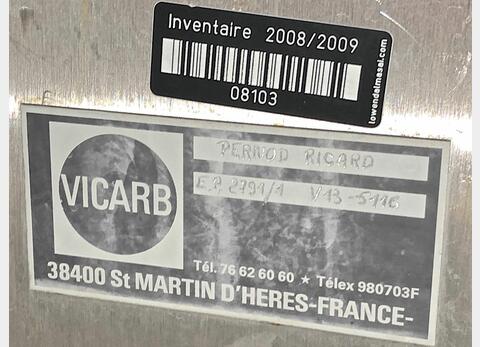 Inventaire 2008/2009
08103
lowendalmasai.com
VICARB
PERNOD RICARD
E.P. 2791/1 V13-5116
Tél. 76 62 60 60 ★ Télex 980703F
38400 St MARTIN D'HERES-FRANCE-